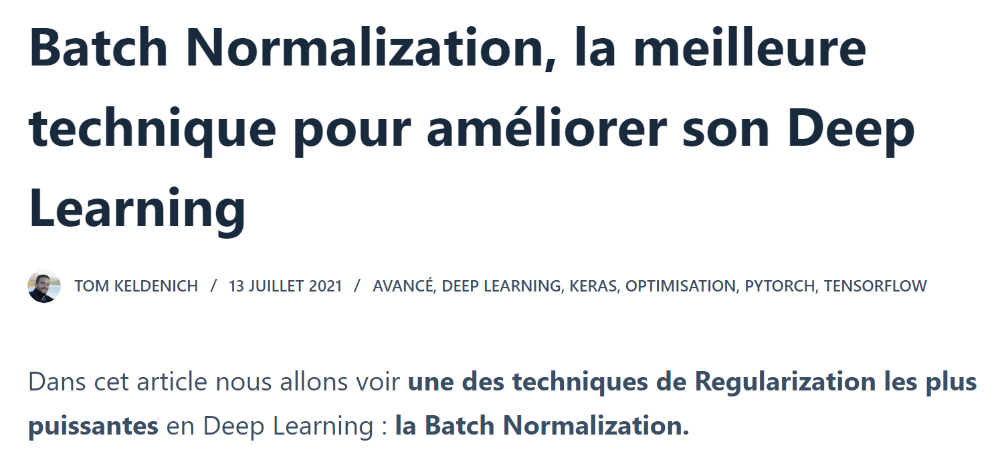 Batch Normalization, la meilleure
technique pour améliorer son Deep
Learning
TOM KELDENICH / 13 JUILLET 2021 / AVANCÉ, DEEP LEARNING, KERAS, OPTIMISATION, PYTORCH, TENSORFLOW
Dans cet article nous allons voir une des techniques de Regularization les plus
puissantes en Deep Learning : la Batch Normalization.